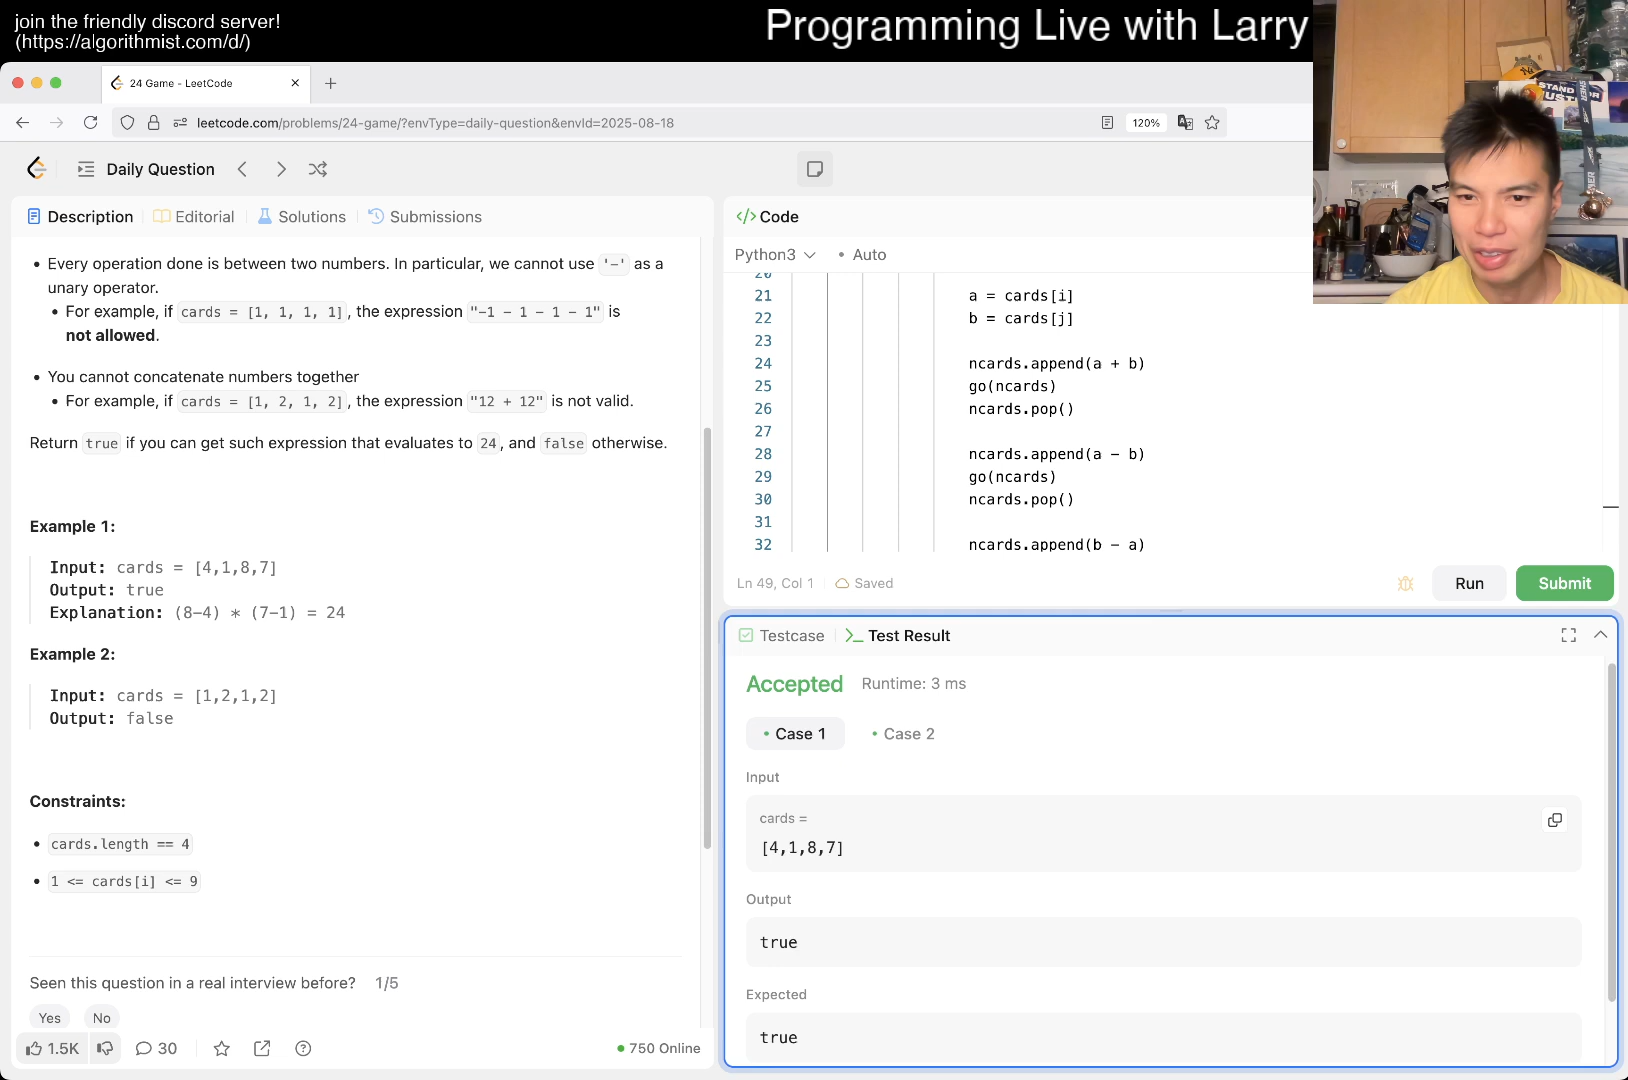 join the friendly discord server!
(https://algorithmist.com/d/)
Programming Live with Larry
24 Game - LeetCode
leetcode.com/problems/24-game/?envType=daily-question&envId=2025-08-18
120%
Daily Question
Description
Editorial
Solutions
Submissions
• Every operation done is between two numbers. In particular, we cannot use '-' as a
unary operator.
• For example, if cards = [1, 1, 1, 1], the expression "-1 - 1 - 1 - 1" is
not allowed.
• You cannot concatenate numbers together
• For example, if cards = [1, 2, 1, 2], the expression "12 + 12" is not valid.
Return true if you can get such expression that evaluates to 24, and false otherwise.
Example 1:
Input: cards = [4,1,8,7]
Output: true
Explanation: (8-4) * (7-1) = 24
Example 2:
Input: cards = [1,2,1,2]
Output: false
Constraints:
• cards.length == 4
• 1 <= cards[i] <= 9
Seen this question in a real interview before? 1/5
Yes No
1.5K 30
750 Online
</> Code
Python3 • Auto
20
21 a = cards[i]
22 b = cards[j]
23
24 ncards.append(a + b)
25 go(ncards)
26 ncards.pop()
27
28 ncards.append(a - b)
29 go(ncards)
30 ncards.pop()
31
32 ncards.append(b - a)
Ln 49, Col 1 Saved
Run
Submit
Testcase
>_ Test Result
Accepted Runtime: 3 ms
• Case 1 • Case 2
Input
cards =
[4,1,8,7]
Output
true
Expected
true
STAND